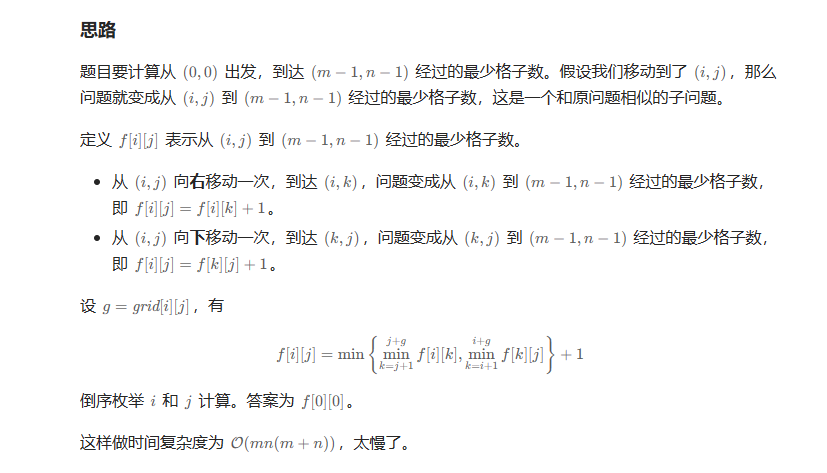 思路
题目要计算从 (0, 0) 出发，到达 (m − 1, n − 1) 经过的最少格子数。假设我们移动到了 (i, j)，那么
问题就变成从 (i, j) 到 (m − 1, n − 1) 经过的最少格子数，这是一个和原问题相似的子问题。
定义 f[i][j] 表示从 (i, j) 到 (m − 1, n − 1) 经过的最少格子数。
• 从 (i, j) 向右移动一次，到达 (i, k)，问题变成从 (i, k) 到 (m − 1, n − 1) 经过的最少格子数，
即 f[i][j] = f[i][k] + 1。
• 从 (i, j) 向下移动一次，到达 (k, j)，问题变成从 (k, j) 到 (m − 1, n − 1) 经过的最少格子数，
即 f[i][j] = f[k][j] + 1。
设 g = grid[i][j]，有
f[i][j] = min { min_{k=j+1}^{j+g} f[i][k], min_{k=i+1}^{i+g} f[k][j] } + 1
倒序枚举 i 和 j 计算。答案为 f[0][0]。
这样做时间复杂度为 O(mn(m + n))，太慢了。